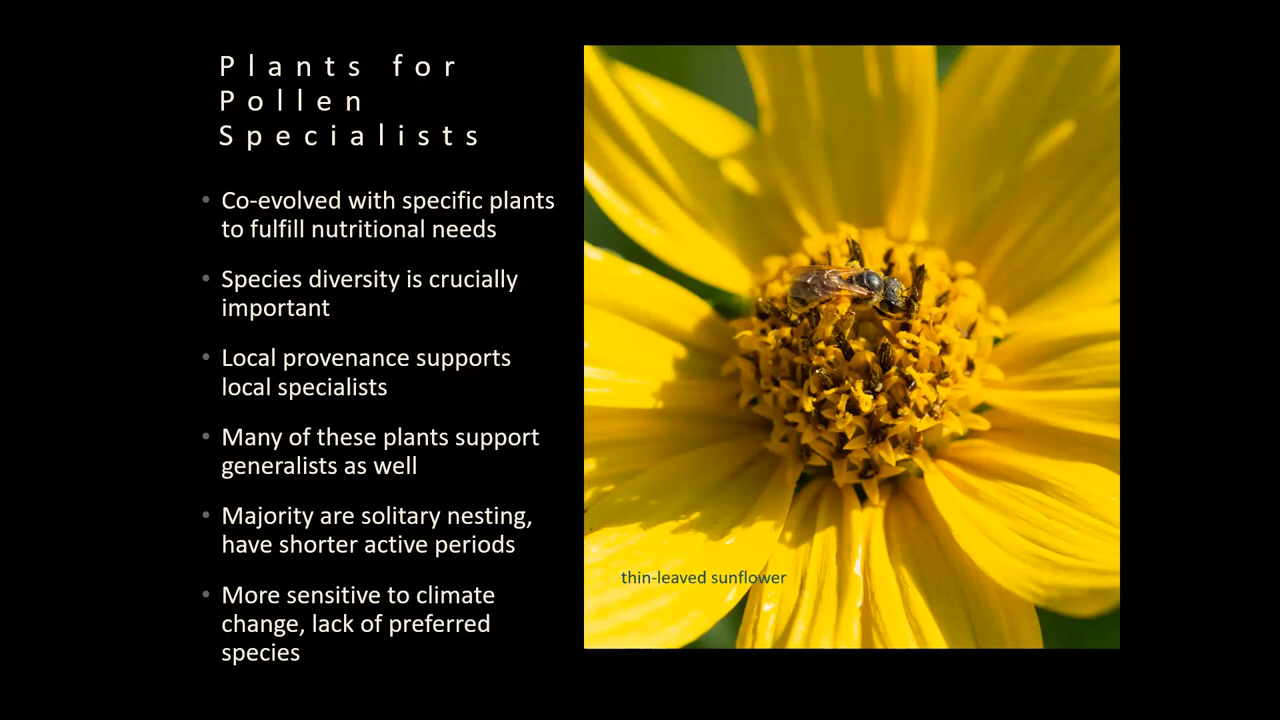 Plants for
Pollen
Specialists
• Co-evolved with specific plants
to fulfill nutritional needs
• Species diversity is crucially
important
• Local provenance supports
local specialists
• Many of these plants support
generalists as well
• Majority are solitary nesting,
have shorter active periods
• More sensitive to climate
change, lack of preferred
species
thin-leaved sunflower